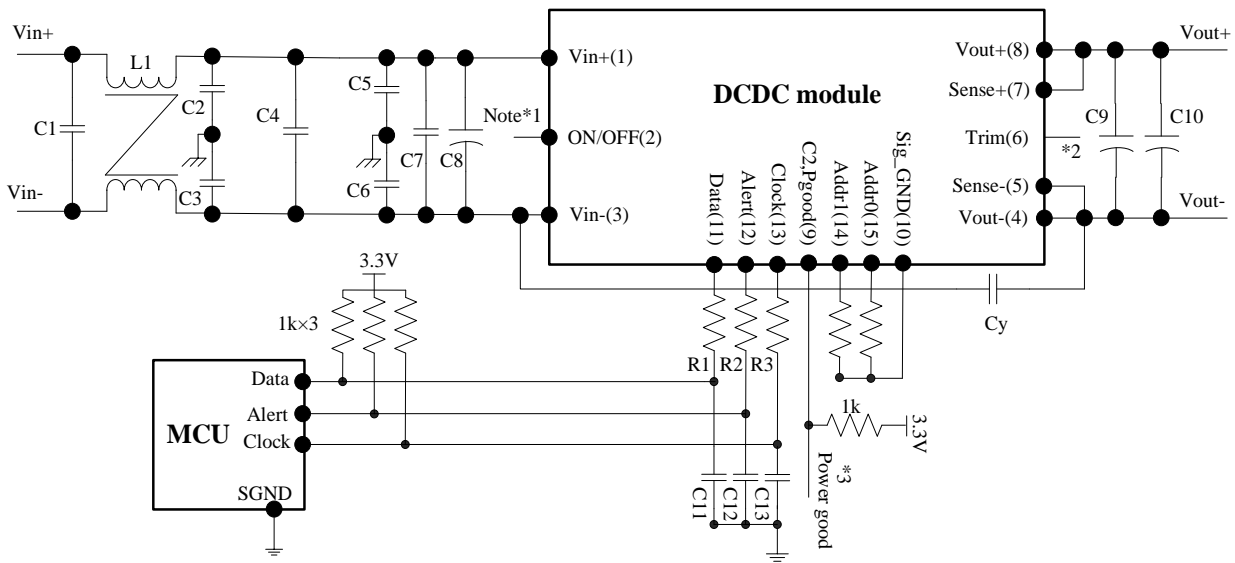 Vin+
L1
C1
C2
C3
C4
C5
C6
C7
C8
Vin-
Note*1
DCDC module
Vin+(1)
ON/OFF(2)
Vin-(3)
Vout+(8)
Sense+(7)
Trim(6)
*2
Sense-(5)
Vout-(4)
Data(11)
Alert(12)
Clock(13)
C2,Pgood(9)
Addr1(14)
Addr0(15)
Sig_GND(10)
Vout+
C9
C10
Vout-
Cy
3.3V
1k×3
R1
R2
R3
MCU
Data
Alert
Clock
SGND
1k
3.3V
*3
Power good
C11
C12
C13